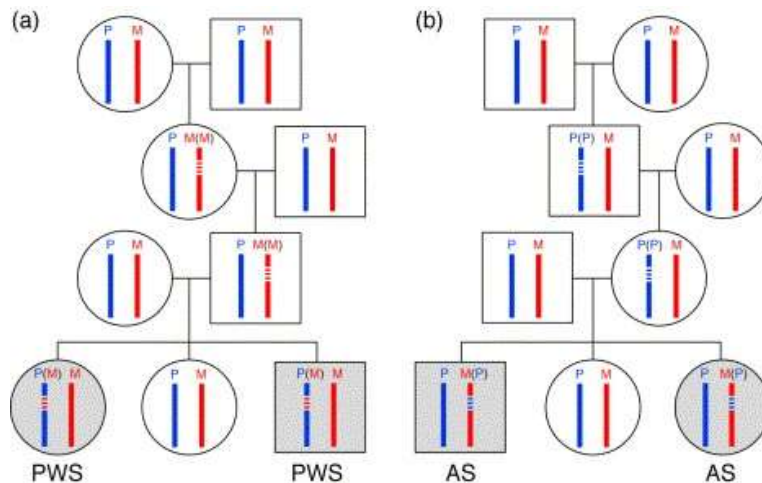 (a) (b)
P M P M P M P M
P M(M) P M P(P) M P M
P M P M(M) P M P(P) M
P(M) M P M P(M) M P M(P) P M P M(P)
PWS PWS AS AS